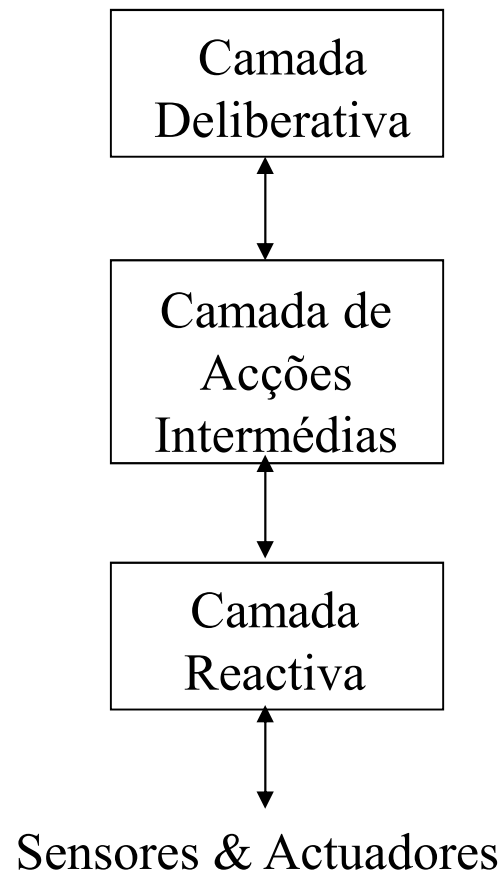 Camada
Deliberativa
Camada de
Acções
Intermédias
Camada
Reactiva
Sensores & Actuadores